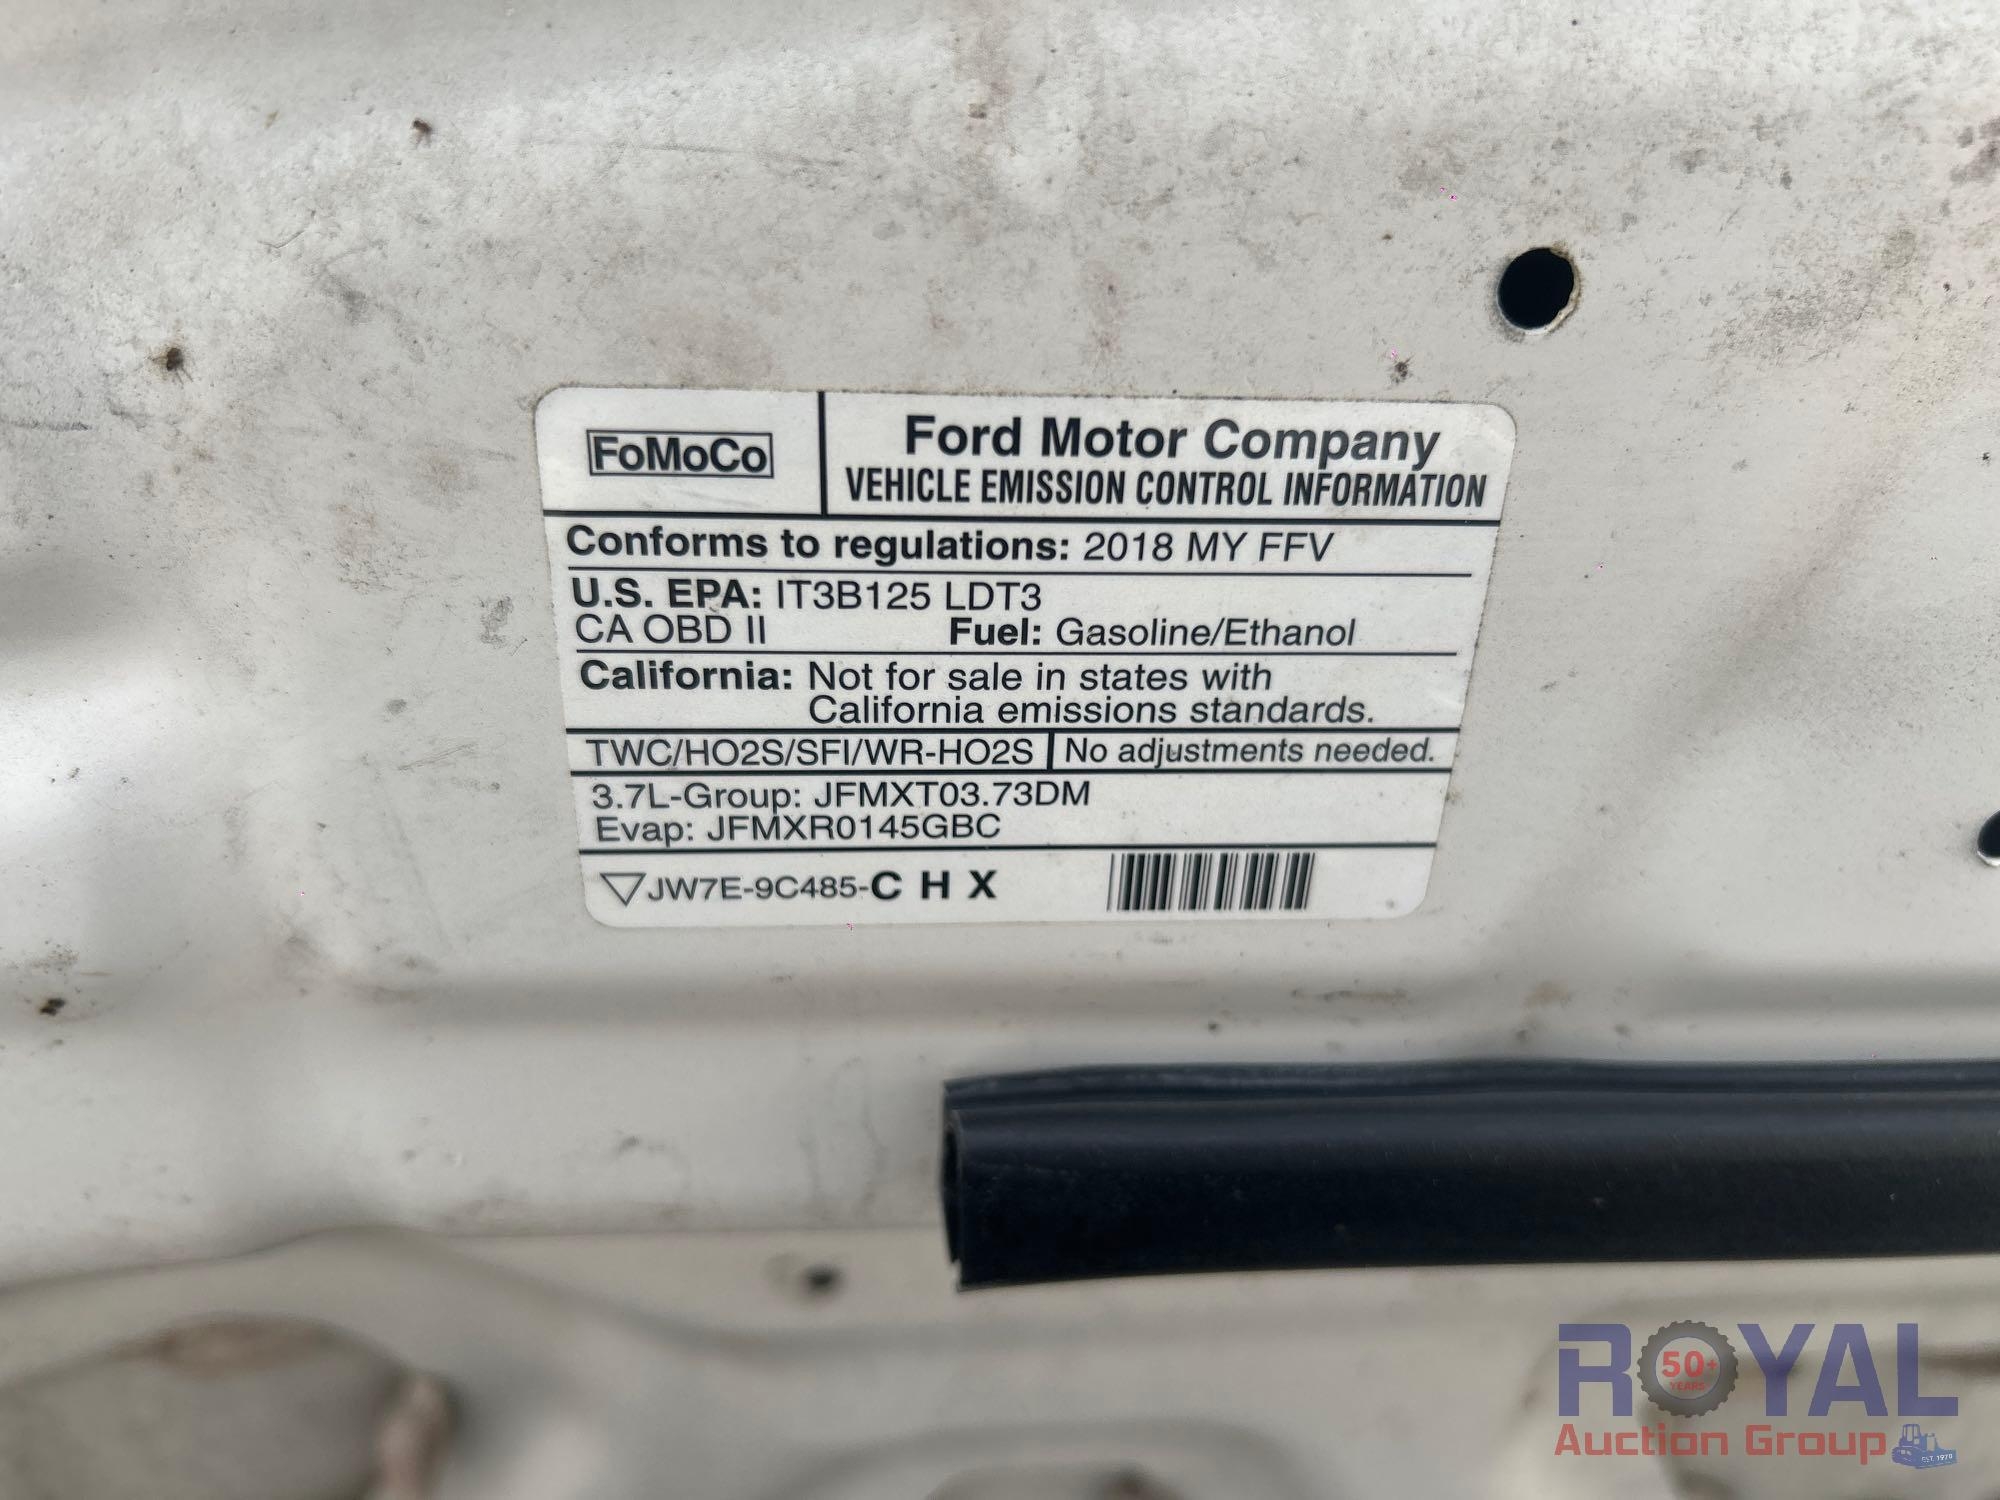 FoMoCo
Ford Motor Company
VEHICLE EMISSION CONTROL INFORMATION
Conforms to regulations: 2018 MY FFV
U.S. EPA: IT3B125 LDT3
CA OBD II Fuel: Gasoline/Ethanol
California: Not for sale in states with
California emissions standards.
TWC/HO2S/SFI/WR-HO2S No adjustments needed.
3.7L-Group: JFMXT03.73DM
Evap: JFMXR0145GBC
JW7E-9C485-C H X
ROYAL
50+
YEARS
Auction Group
EST. 1970